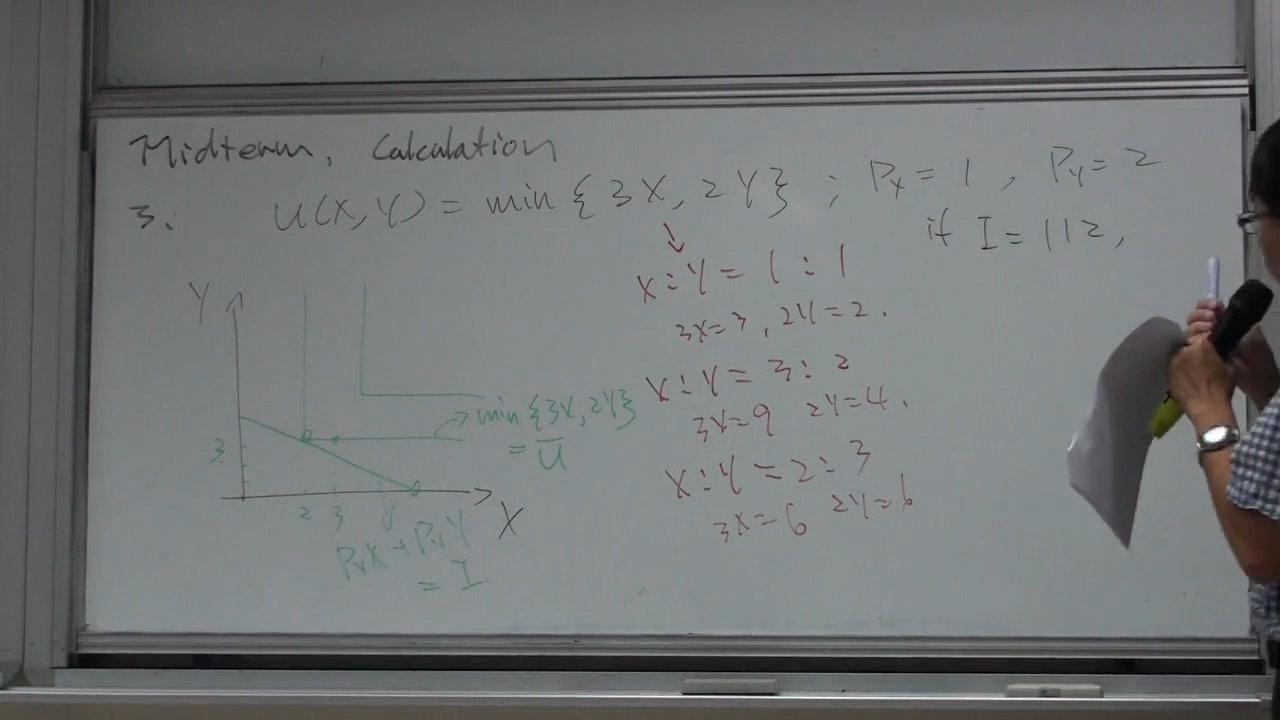 Midterm, Calculation
3. U(X,Y) = min{3X, 2Y} ; Px = 1, PY = 2
if I = 112,
X:Y = 1:1
3X=3, 2Y=2.
X:Y = 3:2
3X=9 2Y=4.
X:Y = 2:3
3X=6 2Y=6
Y
3
2 3
X
min{3X, 2Y}
= U̅
PxX + PYY
= I.